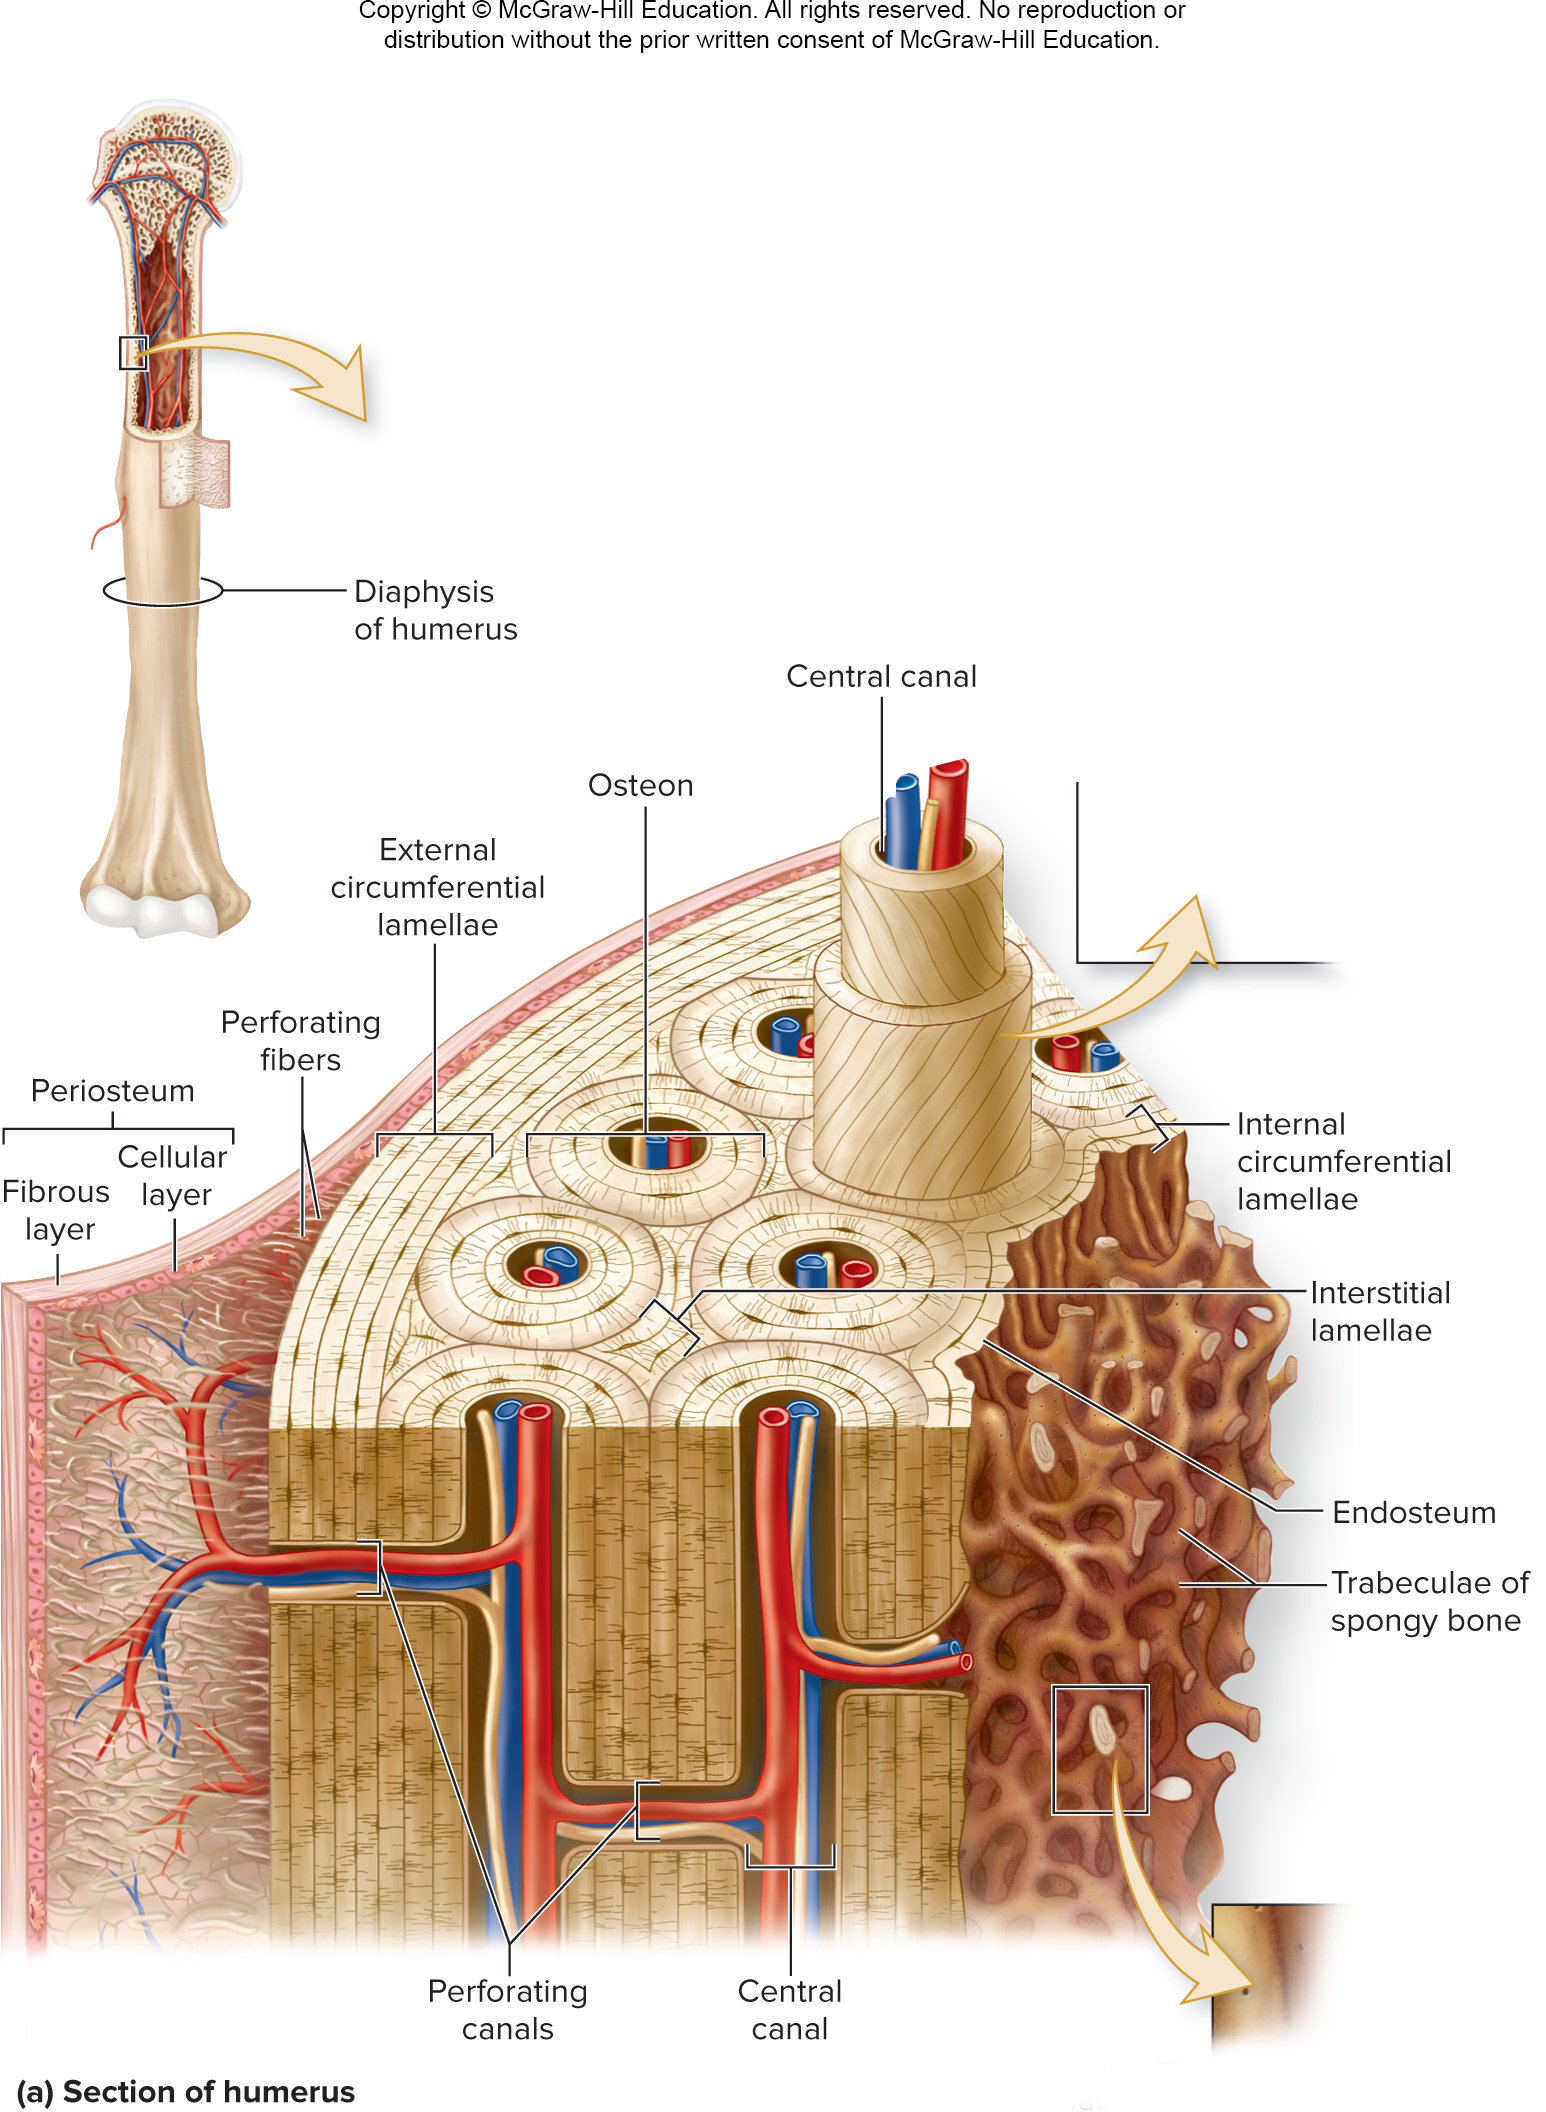 Copyright © McGraw-Hill Education. All rights reserved. No reproduction or
distribution without the prior written consent of McGraw-Hill Education.
Diaphysis
of humerus
Central canal
Osteon
External
circumferential
lamellae
Perforating
fibers
Periosteum
Cellular
layer
Fibrous
layer
Internal
circumferential
lamellae
Interstitial
lamellae
Endosteum
Trabeculae of
spongy bone
Perforating
canals
Central
canal
(a) Section of humerus